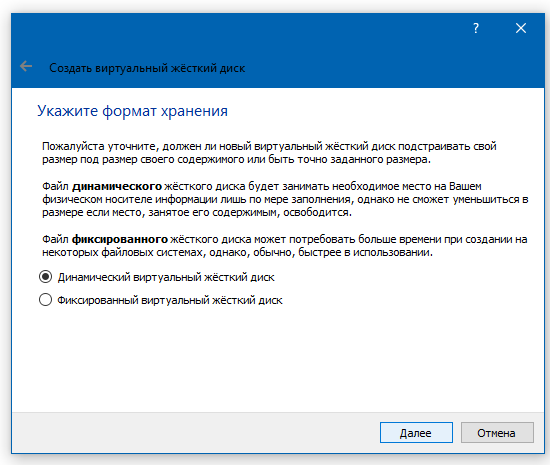 ?
Создать виртуальный жёсткий диск
Укажите формат хранения
Пожалуйста уточните, должен ли новый виртуальный жёсткий диск подстраивать свой
размер под размер своего содержимого или быть точно заданного размера.
Файл динамического жёсткого диска будет занимать необходимое место на Вашем
физическом носителе информации лишь по мере заполнения, однако не сможет уменьшиться в
размере если место, занятое его содержимым, освободится.
Файл фиксированного жёсткого диска может потребовать больше времени при создании на
некоторых файловых системах, однако, обычно, быстрее в использовании.
Динамический виртуальный жёсткий диск
Фиксированный виртуальный жёсткий диск
Далее
Отмена